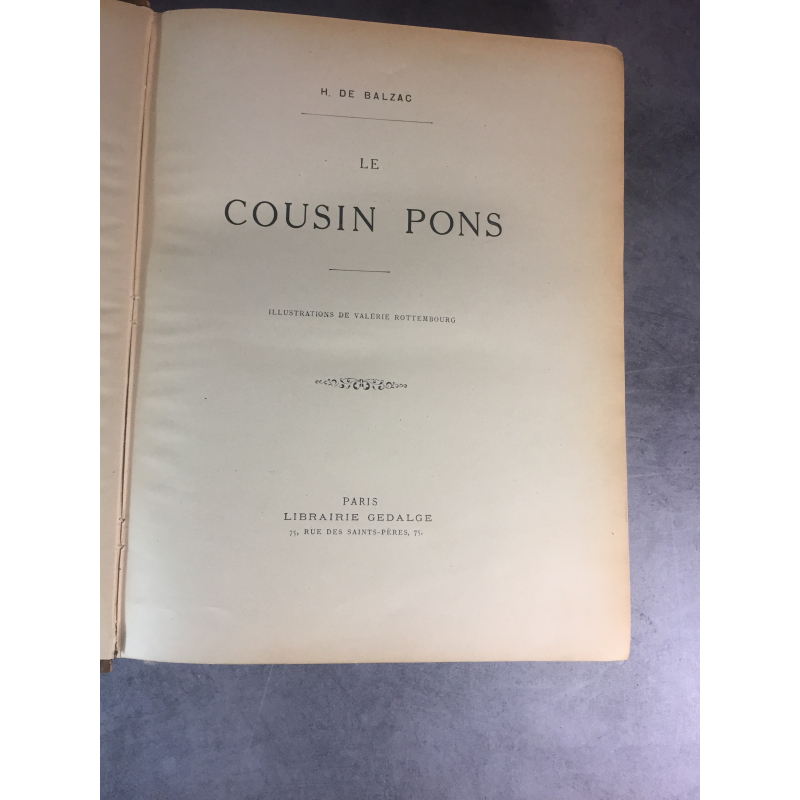 H. DE BALZAC
LE
COUSIN PONS
ILLUSTRATIONS DE VALÉRIE ROTTEMBOURG
PARIS
LIBRAIRIE GEDALGE
75, RUE DES SAINTS-PÈRES, 75.